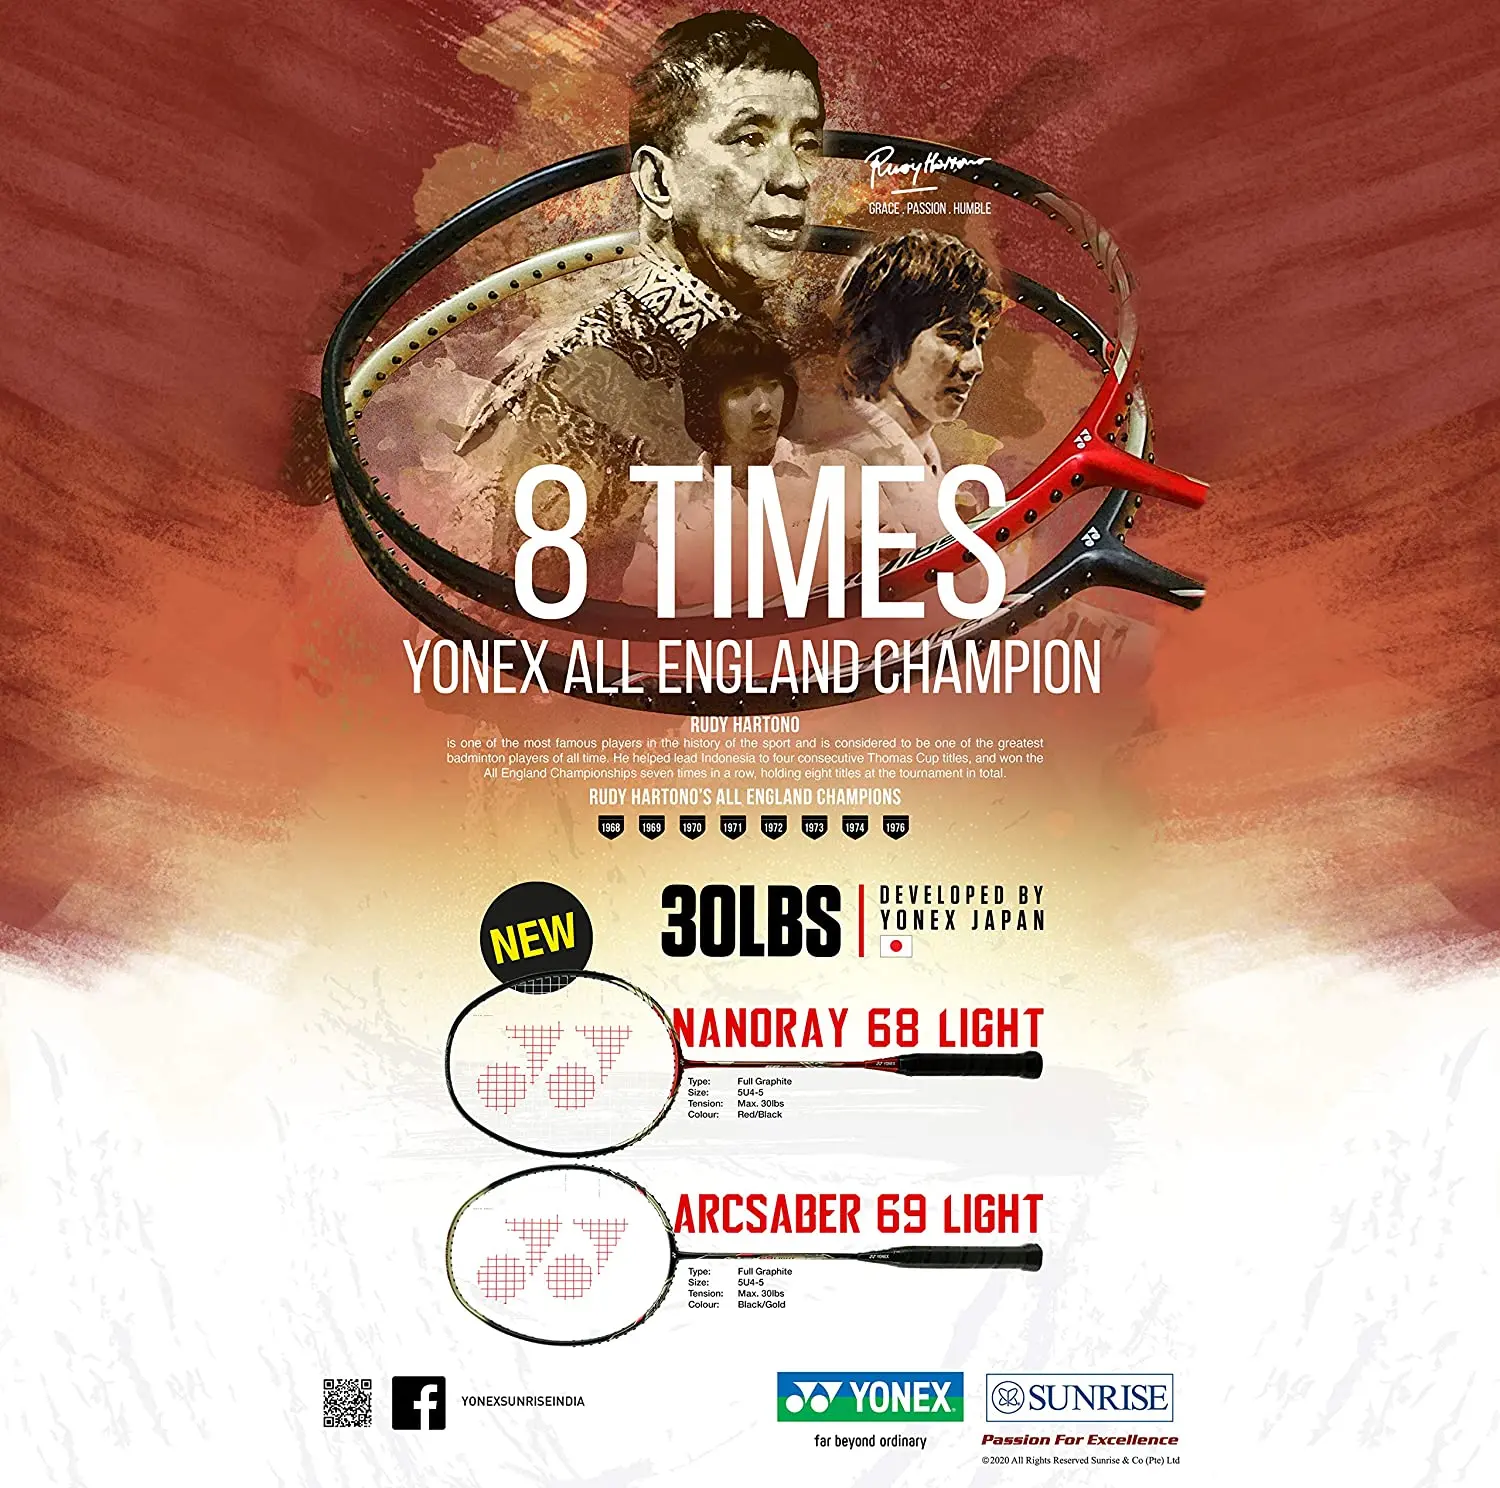 Rudy Hartono
GRACE . PASSION . HUMBLE
8 TIMES
YONEX ALL ENGLAND CHAMPION
RUDY HARTONO
is one of the most famous players in the history of the sport and is considered to be one of the greatest
badminton players of all time. He helped lead Indonesia to four consecutive Thomas Cup titles, and won the
All England Championships seven times in a row, holding eight titles at the tournament in total.
RUDY HARTONO'S ALL ENGLAND CHAMPIONS
1968 1969 1970 1971 1972 1973 1974 1976
NEW
30LBS
DEVELOPED BY
YONEX JAPAN
NANORAY 68 LIGHT
YONEX
Type: Full Graphite
Size: 5U4-5
Tension: Max. 30lbs
Colour: Red/Black
ARCSABER 69 LIGHT
YONEX
Type: Full Graphite
Size: 5U4-5
Tension: Max. 30lbs
Colour: Black/Gold
YONEXSUNRISEINDIA
YONEX
far beyond ordinary
SUNRISE
Passion For Excellence
©2020 All Rights Reserved Sunrise & Co (Pte) Ltd